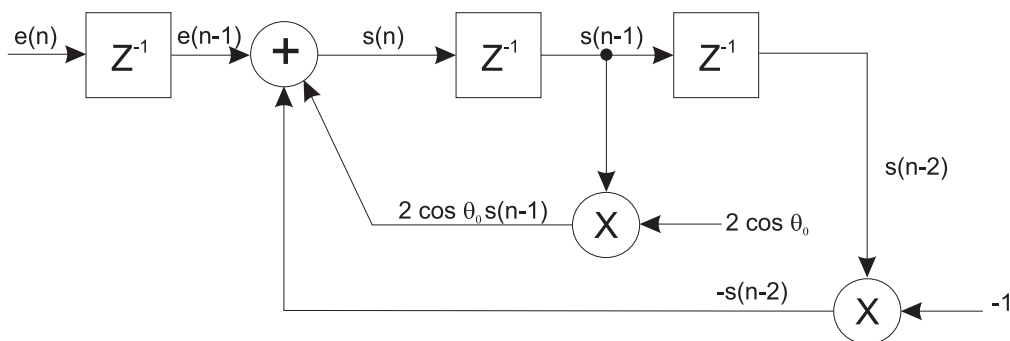 e(n)
Z⁻¹
e(n-1)
+
s(n)
Z⁻¹
s(n-1)
Z⁻¹
s(n-2)
2 cos θ₀ s(n-1)
X
2 cos θ₀
-s(n-2)
X
-1